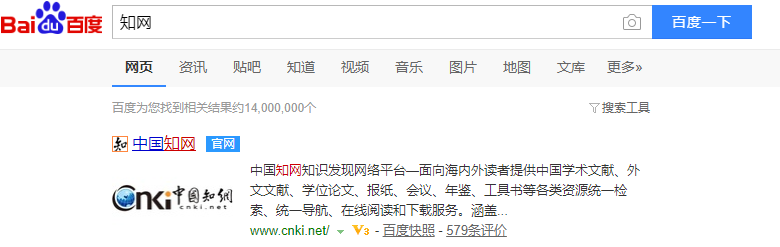 Bai du 百度 知网 百度一下
网页 资讯 贴吧 知道 视频 音乐 图片 地图 文库 更多»
百度为您找到相关结果约14,000,000个 搜索工具
知 中国知网 官网
中国知网知识发现网络平台—面向海内外读者提供中国学术文献、外
文文献、学位论文、报纸、会议、年鉴、工具书等各类资源统一检
索、统一导航、在线阅读和下载服务。涵盖...
Cnki 中国知網
cnki.net
www.cnki.net/ V3 - 百度快照 - 579条评价